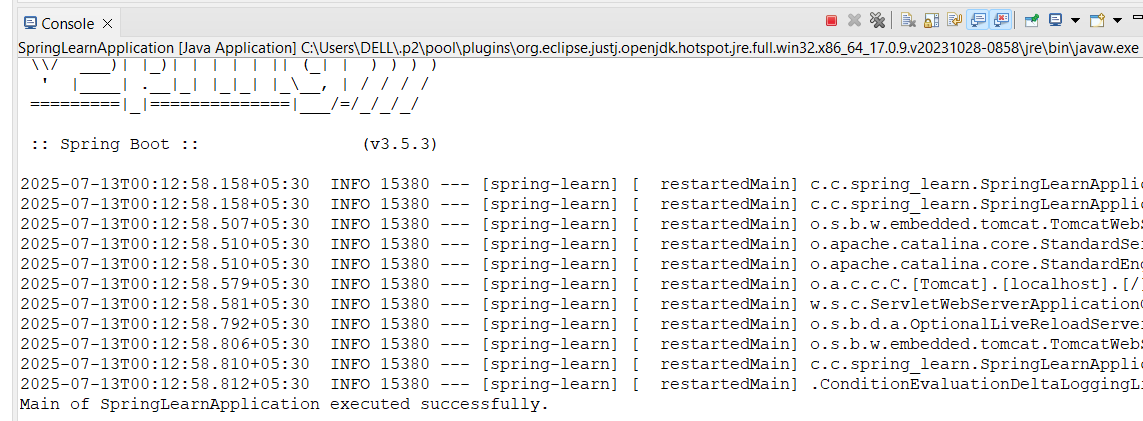 Console
SpringLearnApplication [Java Application] C:\Users\DELL\.p2\pool\plugins\org.eclipse.justj.openjdk.hotspot.jre.full.win32.x86_64_17.0.9.v20231028-0858\jre\bin\javaw.exe
 \\/  ___)| |_)| | | | | || (_| |  ) ) ) )
  '  |____| .__|_| |_|_| |_\__, | / / / /
 =========|_|==============|___/=/_/_/_/
 :: Spring Boot ::                (v3.5.3)
2025-07-13T00:12:58.158+05:30  INFO 15380 --- [spring-learn] [  restartedMain] c.c.spring_learn.SpringLearnApplic
2025-07-13T00:12:58.158+05:30  INFO 15380 --- [spring-learn] [  restartedMain] c.c.spring_learn.SpringLearnApplic
2025-07-13T00:12:58.507+05:30  INFO 15380 --- [spring-learn] [  restartedMain] o.s.b.w.embedded.tomcat.TomcatWebS
2025-07-13T00:12:58.510+05:30  INFO 15380 --- [spring-learn] [  restartedMain] o.apache.catalina.core.StandardSe
2025-07-13T00:12:58.510+05:30  INFO 15380 --- [spring-learn] [  restartedMain] o.apache.catalina.core.StandardEng
2025-07-13T00:12:58.579+05:30  INFO 15380 --- [spring-learn] [  restartedMain] o.a.c.c.C.[Tomcat].[localhost].[/]
2025-07-13T00:12:58.581+05:30  INFO 15380 --- [spring-learn] [  restartedMain] w.s.c.ServletWebServerApplication
2025-07-13T00:12:58.792+05:30  INFO 15380 --- [spring-learn] [  restartedMain] o.s.b.d.a.OptionalLiveReloadServer
2025-07-13T00:12:58.806+05:30  INFO 15380 --- [spring-learn] [  restartedMain] o.s.b.w.embedded.tomcat.TomcatWebS
2025-07-13T00:12:58.810+05:30  INFO 15380 --- [spring-learn] [  restartedMain] c.c.spring_learn.SpringLearnApplic
2025-07-13T00:12:58.812+05:30  INFO 15380 --- [spring-learn] [  restartedMain] .ConditionEvaluationDeltaLoggingLi
Main of SpringLearnApplication executed successfully.